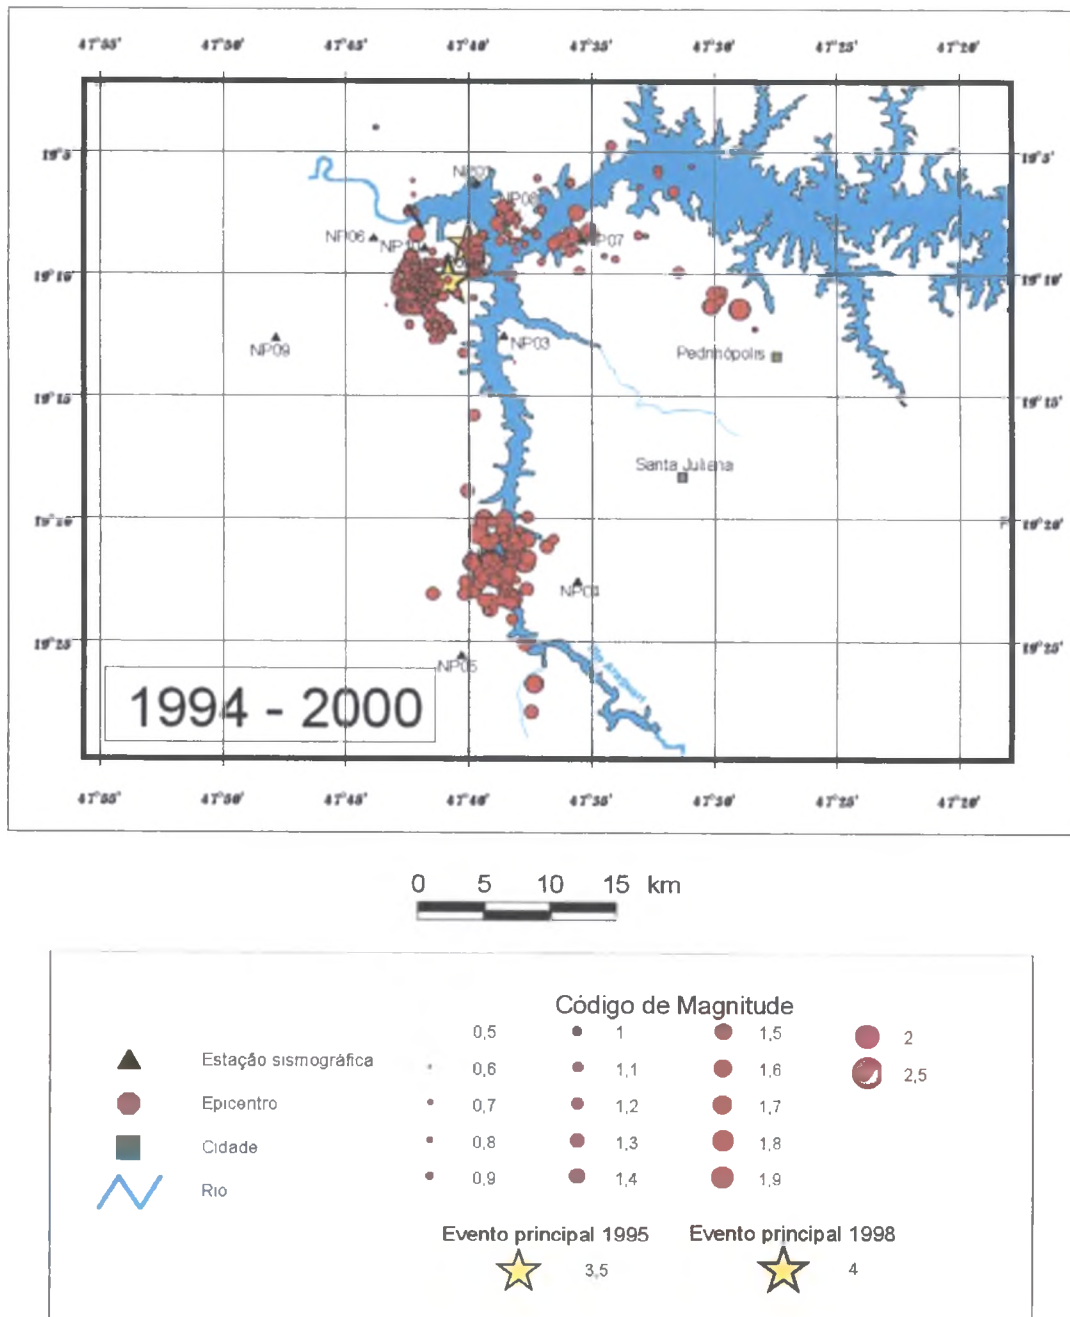 47°55' 47°50' 47°45' 47°40' 47°35' 47°30' 47°25' 47°20'
19°5' 19°5'
NP08
NP06
NP07
19°10' 19°10'
NP09
NP03
Pedrinópolis
19°15' 19°15'
Santa Juliana
19°20' 19°20'
NP04
19°25' 19°25'
NP05
Rio Araguari
1994 - 2000
47°55' 47°50' 47°45' 47°40' 47°35' 47°30' 47°25' 47°20'
0 5 10 15 km
Código de Magnitude
Estação sismográfica
Epicentro
Cidade
Rio
0,5 1 1,5 2
0,6 1,1 1,6 2,5
0,7 1,2 1,7
0,8 1,3 1,8
0,9 1,4 1,9
Evento principal 1995 Evento principal 1998
3,5 4